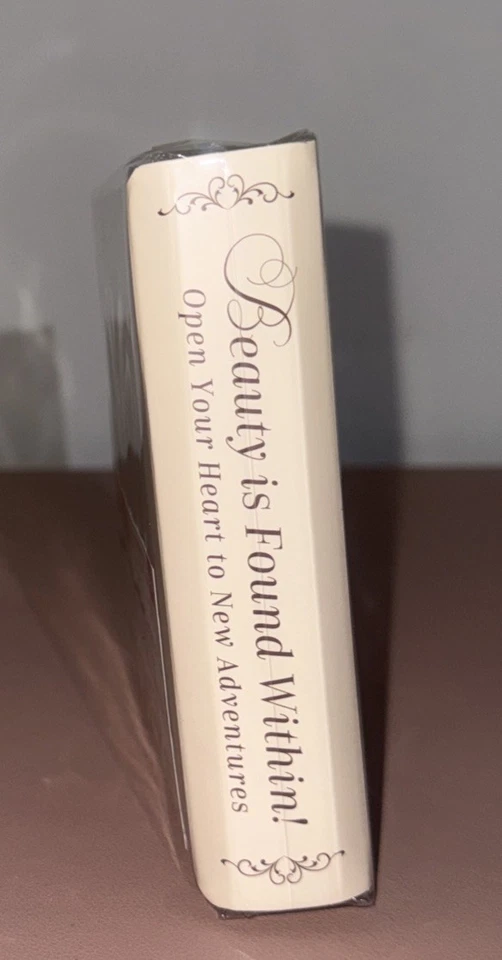 Beauty is Found Within!
Open Your Heart to New Adventures